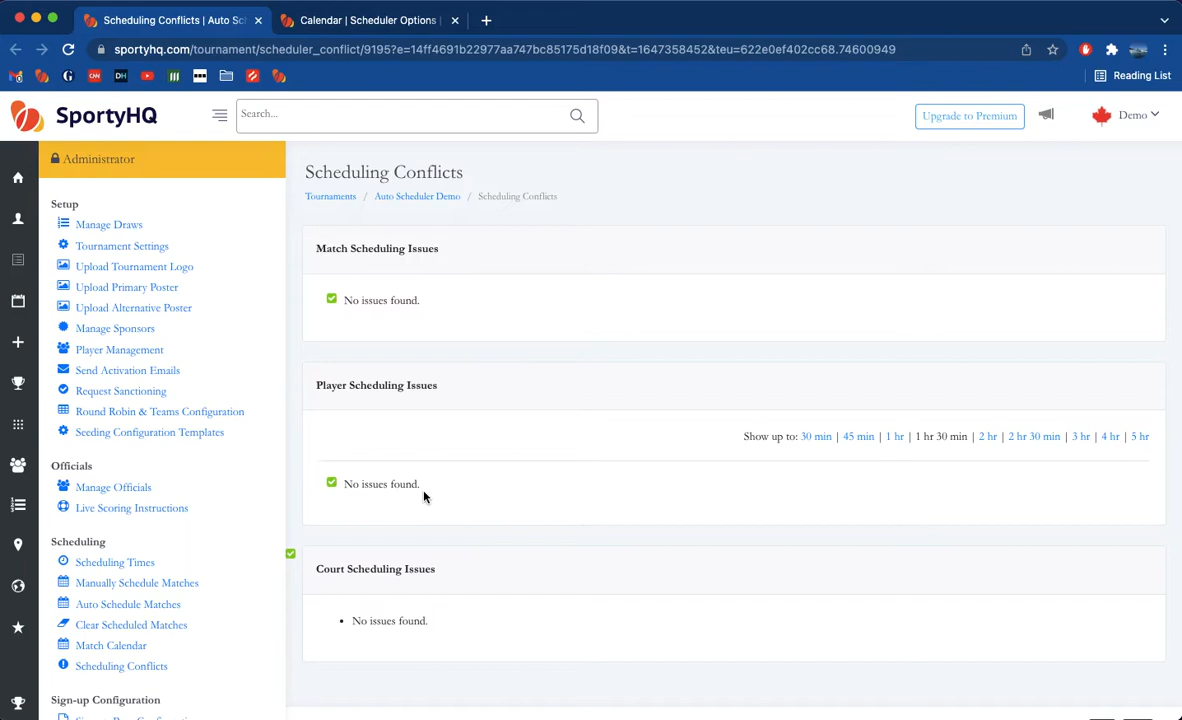 Scheduling Conflicts | Auto Sch
Calendar | Scheduler Options |
sportyhq.com/tournament/scheduler_conflict/9195?e=14ff4691b22977aa747bc85175d18f09&t=1647358452&teu=622e0ef402cc68.74600949
Reading List
SportyHQ
Search...
Upgrade to Premium
Demo
Administrator
Setup
Manage Draws
Tournament Settings
Upload Tournament Logo
Upload Primary Poster
Upload Alternative Poster
Manage Sponsors
Player Management
Send Activation Emails
Request Sanctioning
Round Robin & Teams Configuration
Seeding Configuration Templates
Officials
Manage Officials
Live Scoring Instructions
Scheduling
Scheduling Times
Manually Schedule Matches
Auto Schedule Matches
Clear Scheduled Matches
Match Calendar
Scheduling Conflicts
Sign-up Configuration
Scheduling Conflicts
Tournaments / Auto Scheduler Demo / Scheduling Conflicts
Match Scheduling Issues
No issues found.
Player Scheduling Issues
Show up to: 30 min | 45 min | 1 hr | 1 hr 30 min | 2 hr | 2 hr 30 min | 3 hr | 4 hr | 5 hr
No issues found.
Court Scheduling Issues
• No issues found.